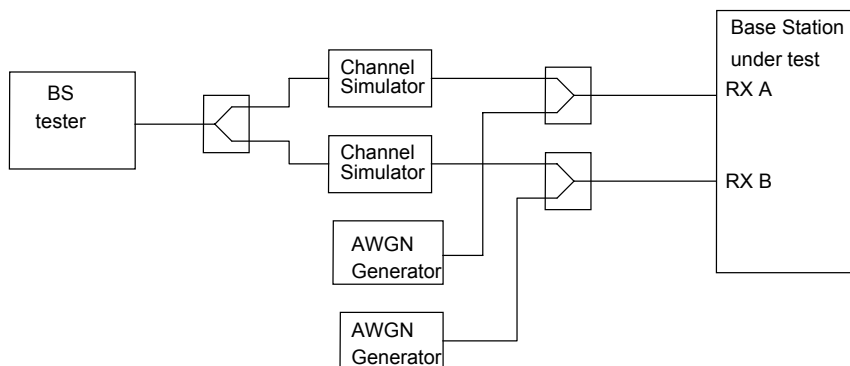 BS
tester
Channel
Simulator
Channel
Simulator
AWGN
Generator
AWGN
Generator
Base Station
under test
RX A
RX B